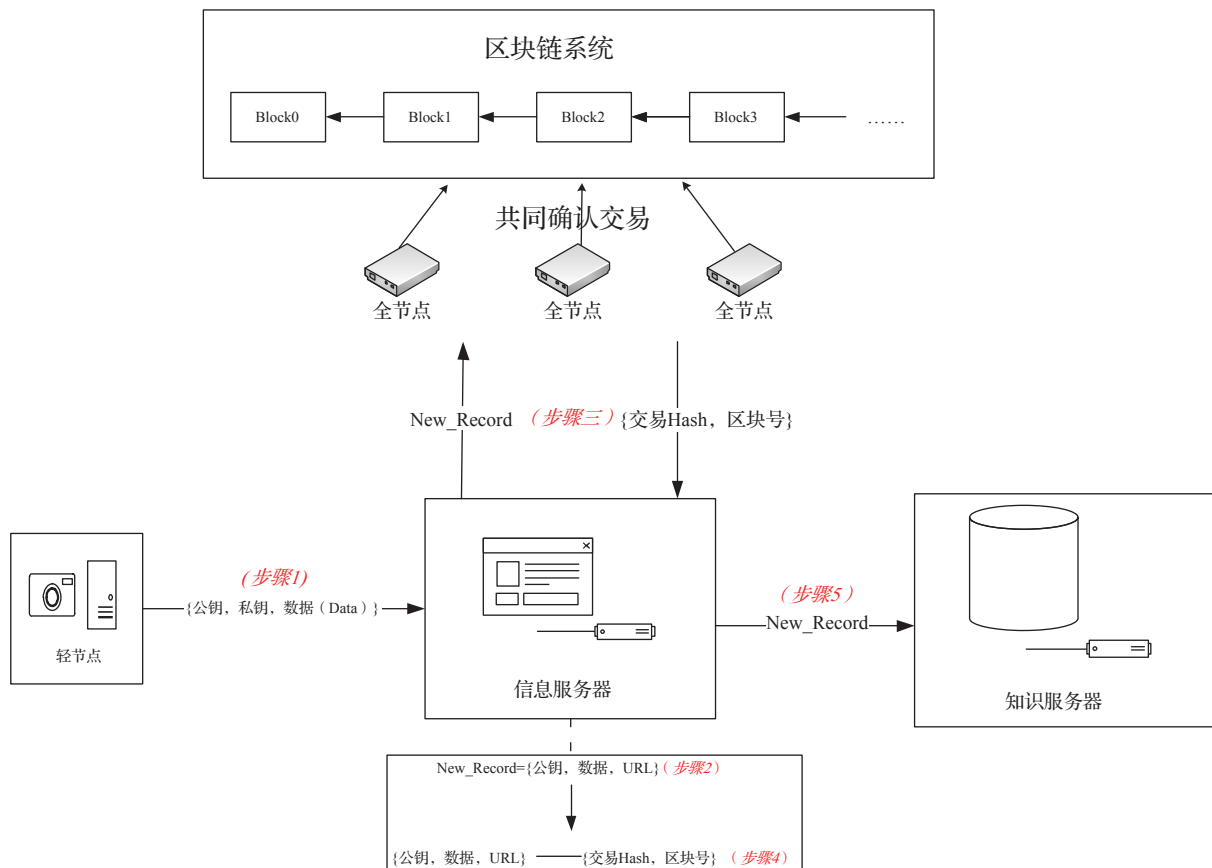 区块链系统
Block0
Block1
Block2
Block3
……
共同确认交易
全节点
全节点
全节点
New_Record (步骤三) {交易Hash，区块号}
(步骤1)
{公钥，私钥，数据（Data）}
轻节点
信息服务器
(步骤5)
New_Record
知识服务器
New_Record={公钥，数据，URL}(步骤2)
{公钥，数据，URL} {交易Hash，区块号} (步骤4)